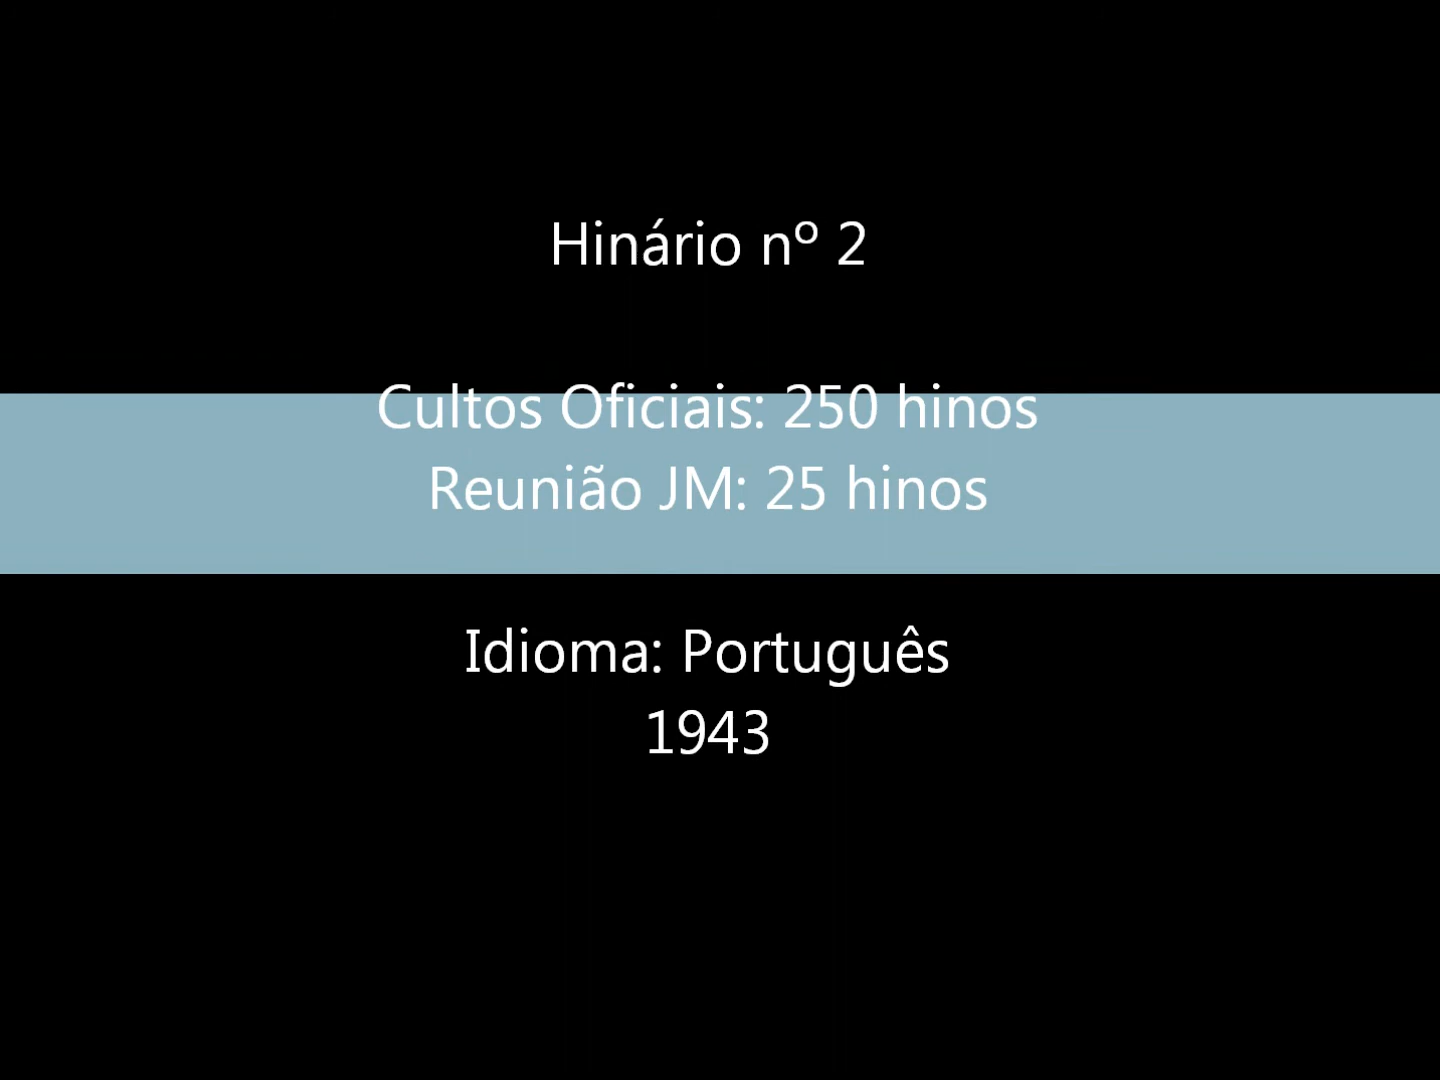 Hinário nº 2
Cultos Oficiais: 250 hinos
Reunião JM: 25 hinos
Idioma: Português
1943